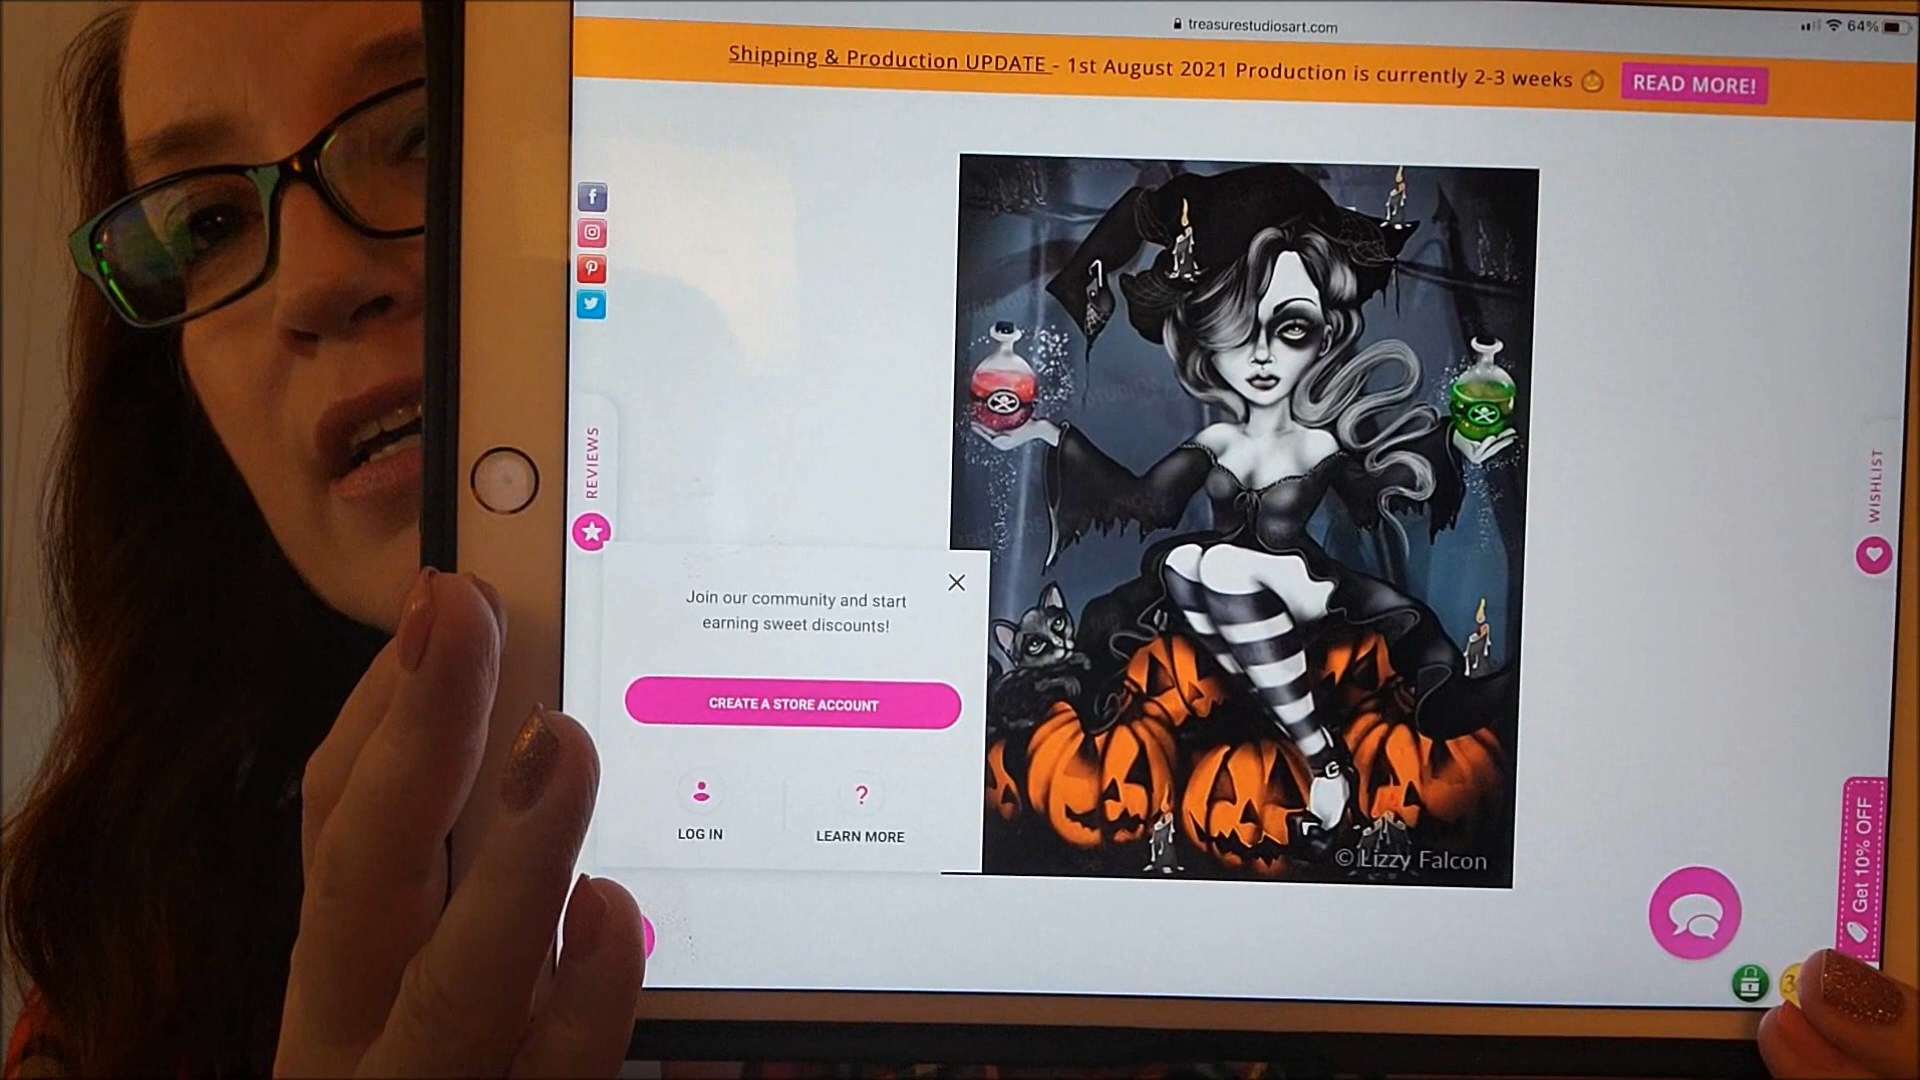 treasurestudiosart.com
64%
Shipping & Production UPDATE - 1st August 2021 Production is currently 2-3 weeks
READ MORE!
REVIEWS
WISHLIST
Join our community and start
earning sweet discounts!
CREATE A STORE ACCOUNT
LOG IN
LEARN MORE
© Lizzy Falcon
Get 10% OFF